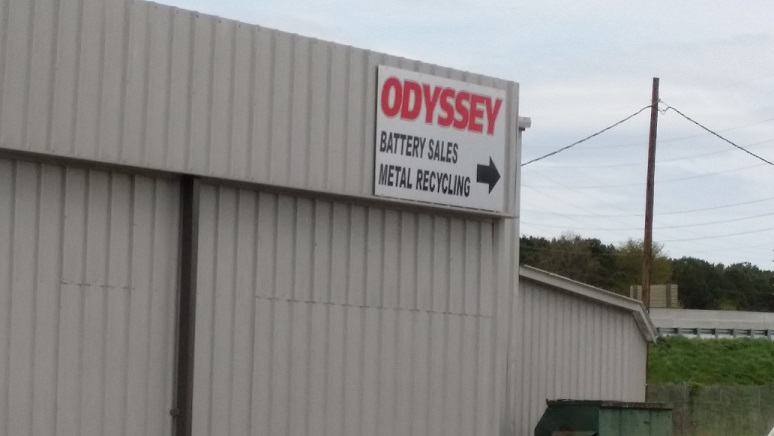 ODYSSEY
BATTERY SALES
METAL RECYCLING